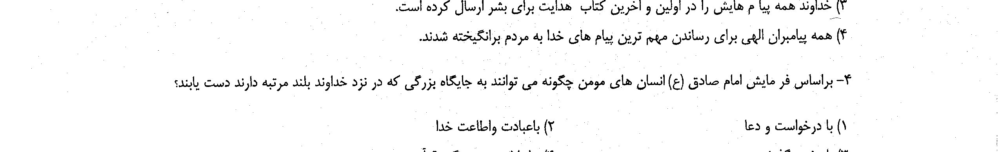 ۳) خداوند همه پیا م هایش را در اولین و آخرین کتاب هدایت برای بشر ارسال کرده است.
۴) همه پیامبران الهی برای رساندن مهم ترین پیام های خدا به مردم برانگیخته شدند.
۴- براساس فر مایش امام صادق (ع) انسان های مومن چگونه می توانند به جایگاه بزرگی که در نزد خداوند بلند مرتبه دارند دست یابند؟
۱) با درخواست و دعا ۲) باعبادت واطاعت خدا